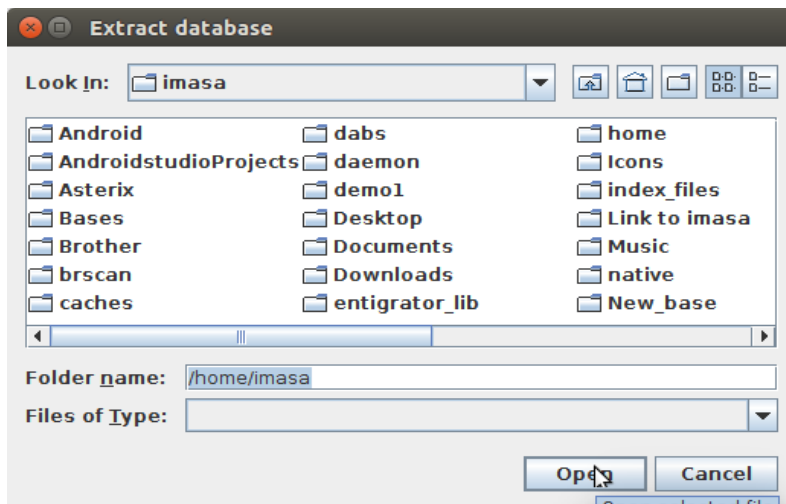 Extract database
Look In: imasa
Android dabs home
AndroidstudioProjects daemon Icons
Asterix demo1 index_files
Bases Desktop Link to imasa
Brother Documents Music
brscan Downloads native
caches entigrator_lib New_base
Folder name: /home/imasa
Files of Type:
Open Cancel